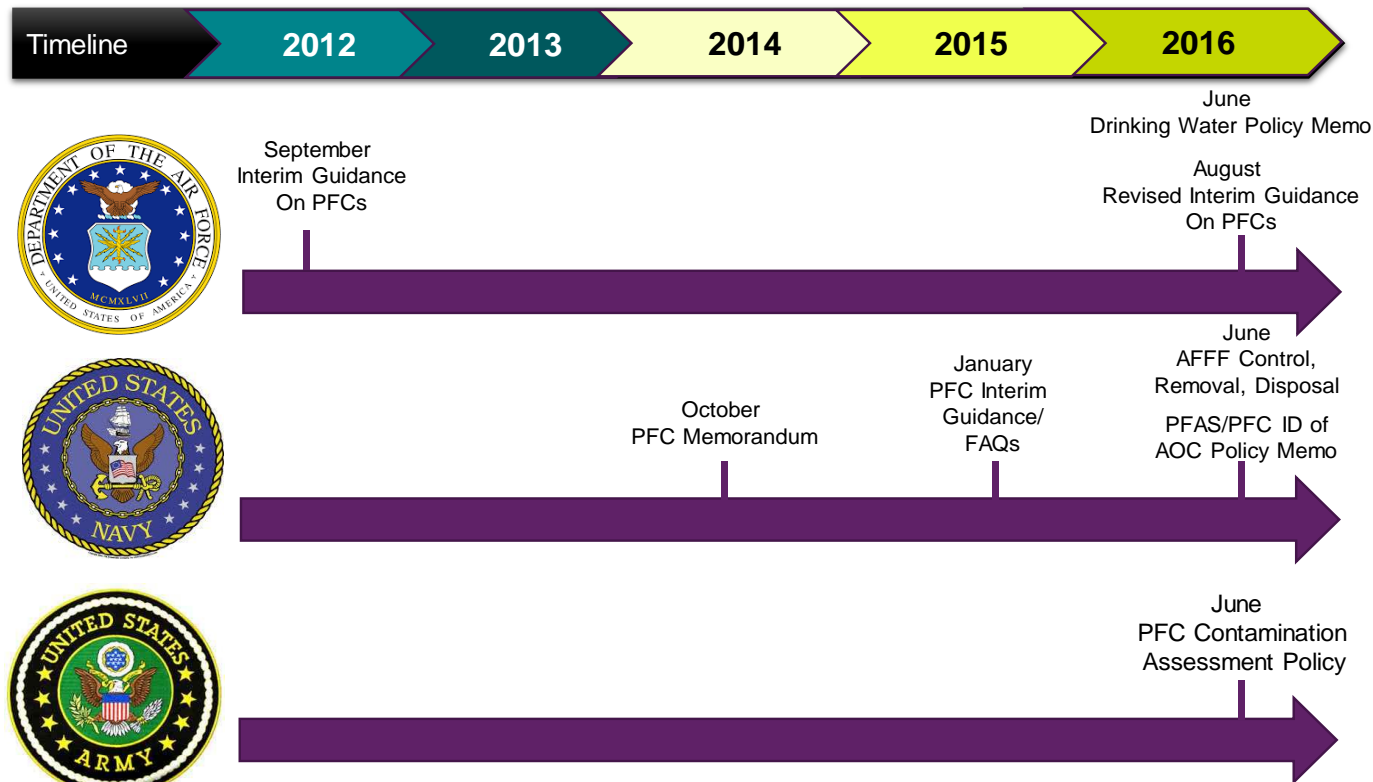 Timeline
2012
2013
2014
2015
2016
DEPARTMENT OF THE AIR FORCE
MCMXLVII
UNITED STATES OF AMERICA
September
Interim Guidance
On PFCs
June
Drinking Water Policy Memo
August
Revised Interim Guidance
On PFCs
UNITED STATES
NAVY
October
PFC Memorandum
January
PFC Interim
Guidance/
FAQs
June
AFFF Control,
Removal, Disposal
PFAS/PFC ID of
AOC Policy Memo
UNITED STATES
ARMY
June
PFC Contamination
Assessment Policy